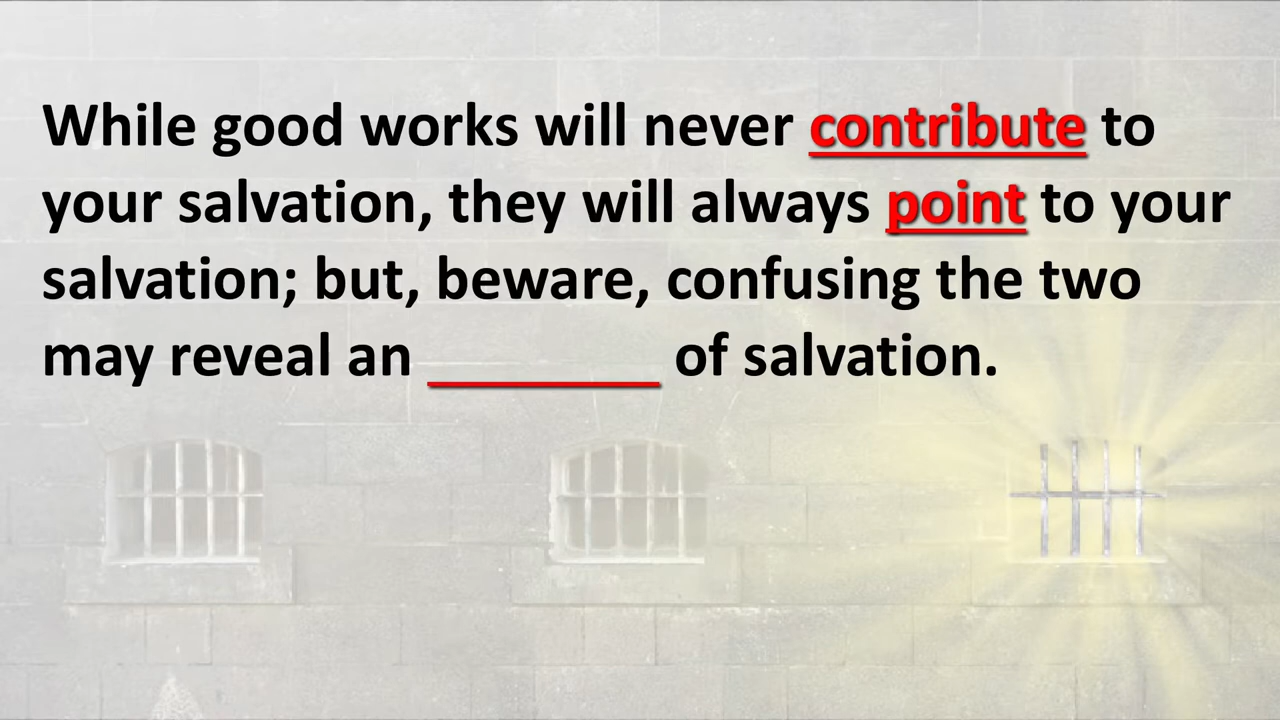 While good works will never contribute to
your salvation, they will always point to your
salvation; but, beware, confusing the two
may reveal an ________ of salvation.